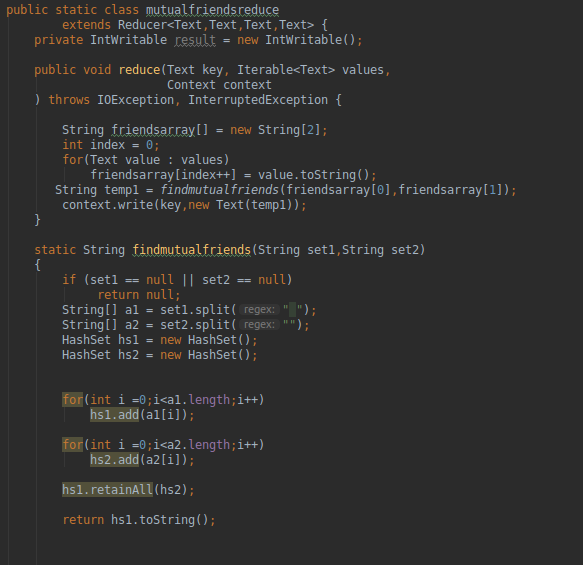 public static class mutualfriendsreduce
extends Reducer<Text,Text,Text,Text> {
private IntWritable result = new IntWritable();
public void reduce(Text key, Iterable<Text> values,
Context context
) throws IOException, InterruptedException {
String friendsarray[] = new String[2];
int index = 0;
for(Text value : values)
friendsarray[index++] = value.toString();
String temp1 = findmutualfriends(friendsarray[0],friendsarray[1]);
context.write(key,new Text(temp1));
}
static String findmutualfriends(String set1,String set2)
{
if (set1 == null || set2 == null)
return null;
String[] a1 = set1.split( regex: " ");
String[] a2 = set2.split( regex: "");
HashSet hs1 = new HashSet();
HashSet hs2 = new HashSet();
for(int i =0;i<a1.length;i++)
hs1.add(a1[i]);
for(int i =0;i<a2.length;i++)
hs2.add(a2[i]);
hs1.retainAll(hs2);
return hs1.toString();